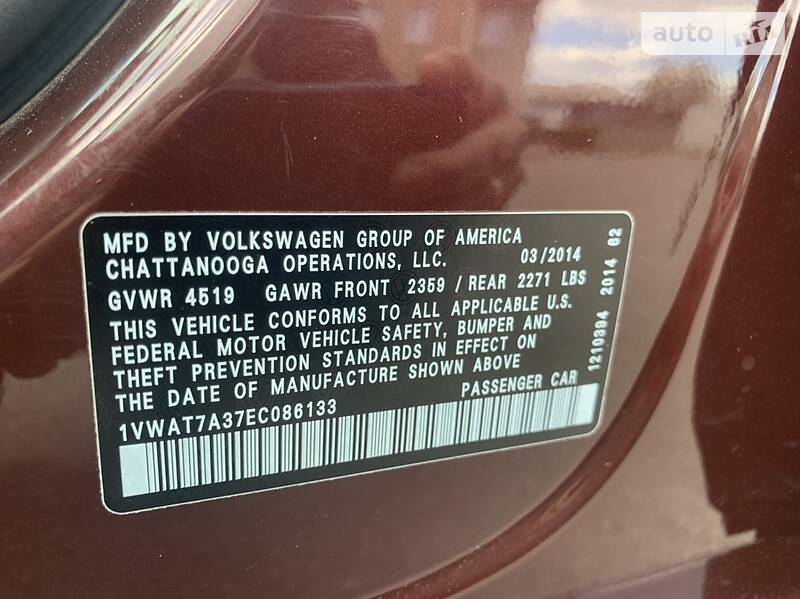 auto RIA
MFD BY VOLKSWAGEN GROUP OF AMERICA
CHATTANOOGA OPERATIONS, LLC. 03/2014
GVWR 4519 GAWR FRONT 2359 / REAR 2271 LBS
THIS VEHICLE CONFORMS TO ALL APPLICABLE U.S.
FEDERAL MOTOR VEHICLE SAFETY, BUMPER AND
THEFT PREVENTION STANDARDS IN EFFECT ON
THE DATE OF MANUFACTURE SHOWN ABOVE
1VWAT7A37EC086133 PASSENGER CAR
1210394 2014 62